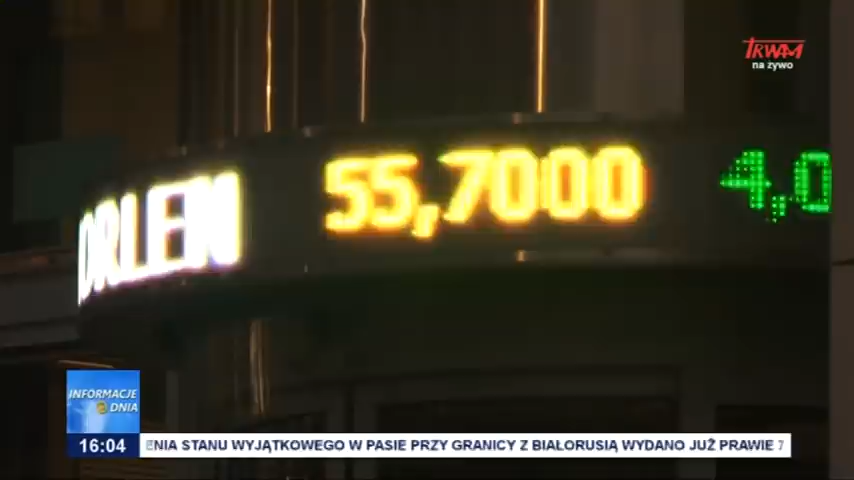 TRWAM
na żywo
ORLEN 55,7000 4,0
INFORMACJE
DNIA
16:04 ENIA STANU WYJĄTKOWEGO W PASIE PRZY GRANICY Z BIAŁORUSIĄ WYDANO JUŻ PRAWIE 7